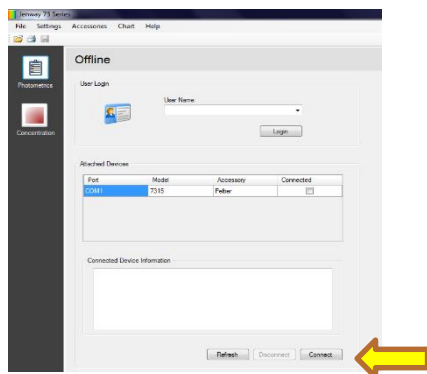 Jenway 73 Series
File Settings Accessories Chart Help
Offline
Photometrics
Concentration
User Login
User Name
Login
Attached Devices
Port Model Accessory Connected
COM1 7315 Peltier
Connected Device Information
Refresh Disconnect Connect